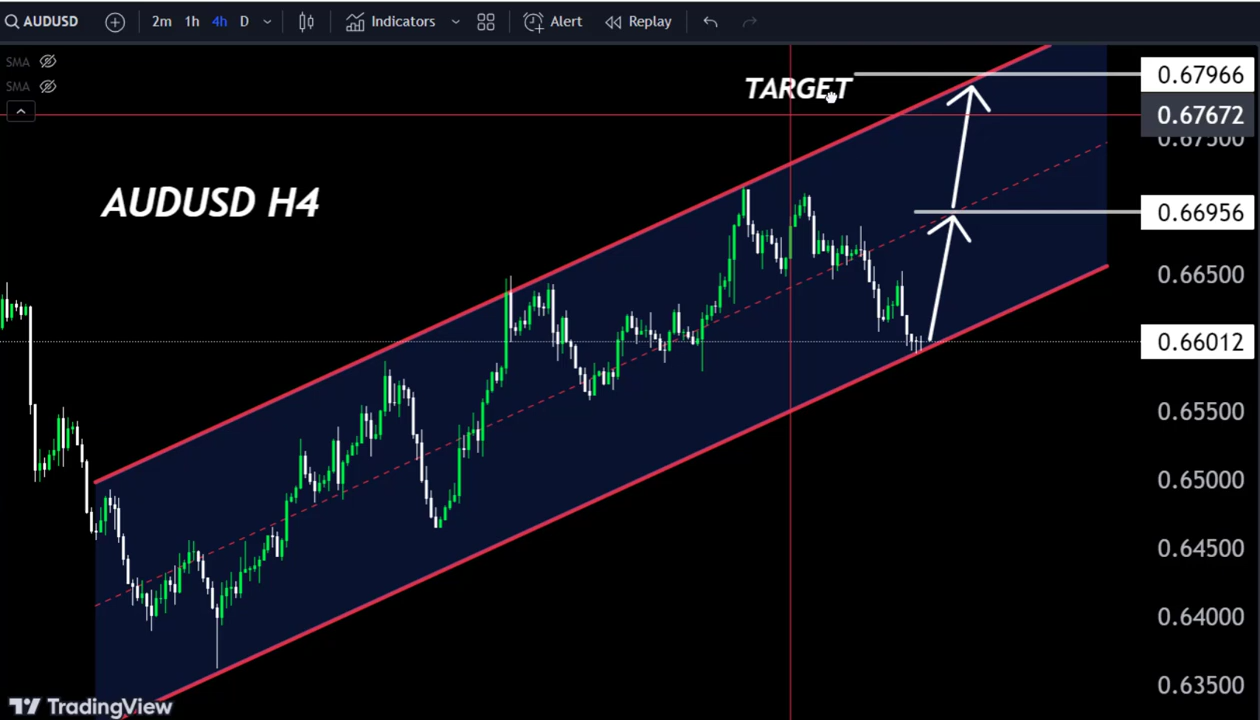 AUDUSD 2m 1h 4h D Indicators Alert Replay
SMA
SMA
TARGET
AUDUSD H4
0.67966
0.67672
0.67500
0.66956
0.66500
0.66012
0.65500
0.65000
0.64500
0.64000
0.63500
TradingView